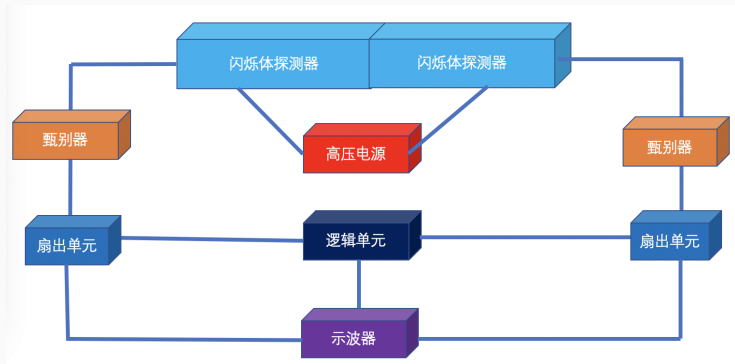 闪烁体探测器
闪烁体探测器
甄别器
高压电源
甄别器
扇出单元
逻辑单元
扇出单元
示波器